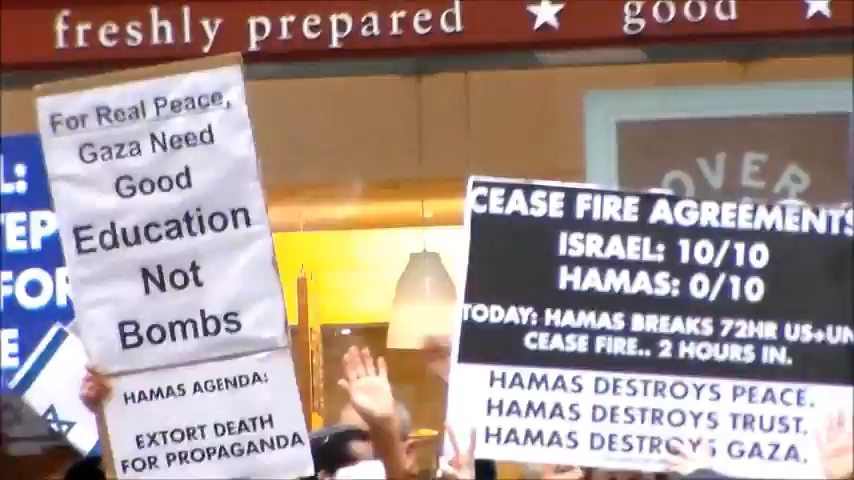 freshly prepared ★ good ★
For Real Peace,
Gaza Need
Good
Education
Not
Bombs
HAMAS AGENDA:
EXTORT DEATH
FOR PROPAGANDA
OVER
CEASE FIRE AGREEMENTS
ISRAEL: 10/10
HAMAS: 0/10
TODAY: HAMAS BREAKS 72HR US+UN
CEASE FIRE.. 2 HOURS IN.
HAMAS DESTROYS PEACE.
HAMAS DESTROYS TRUST.
HAMAS DESTROYS GAZA.